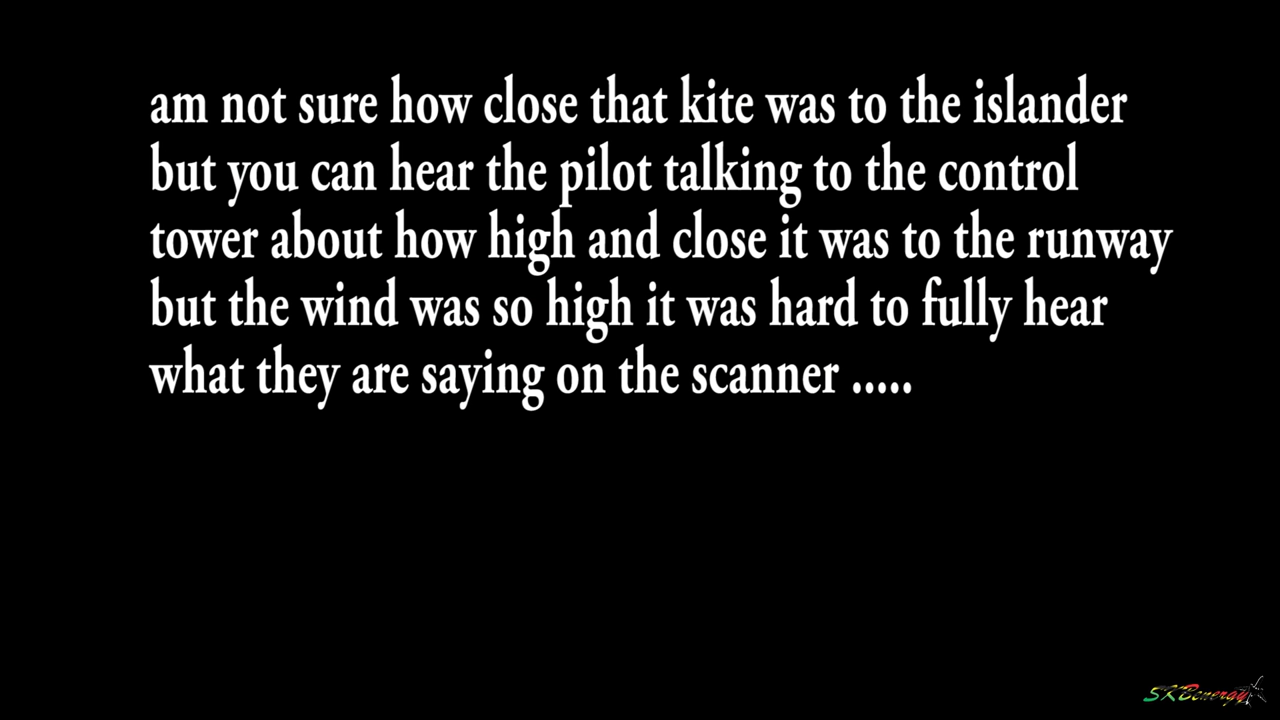 am not sure how close that kite was to the islander
but you can hear the pilot talking to the control
tower about how high and close it was to the runway
but the wind was so high it was hard to fully hear
what they are saying on the scanner .....
SKBenergy